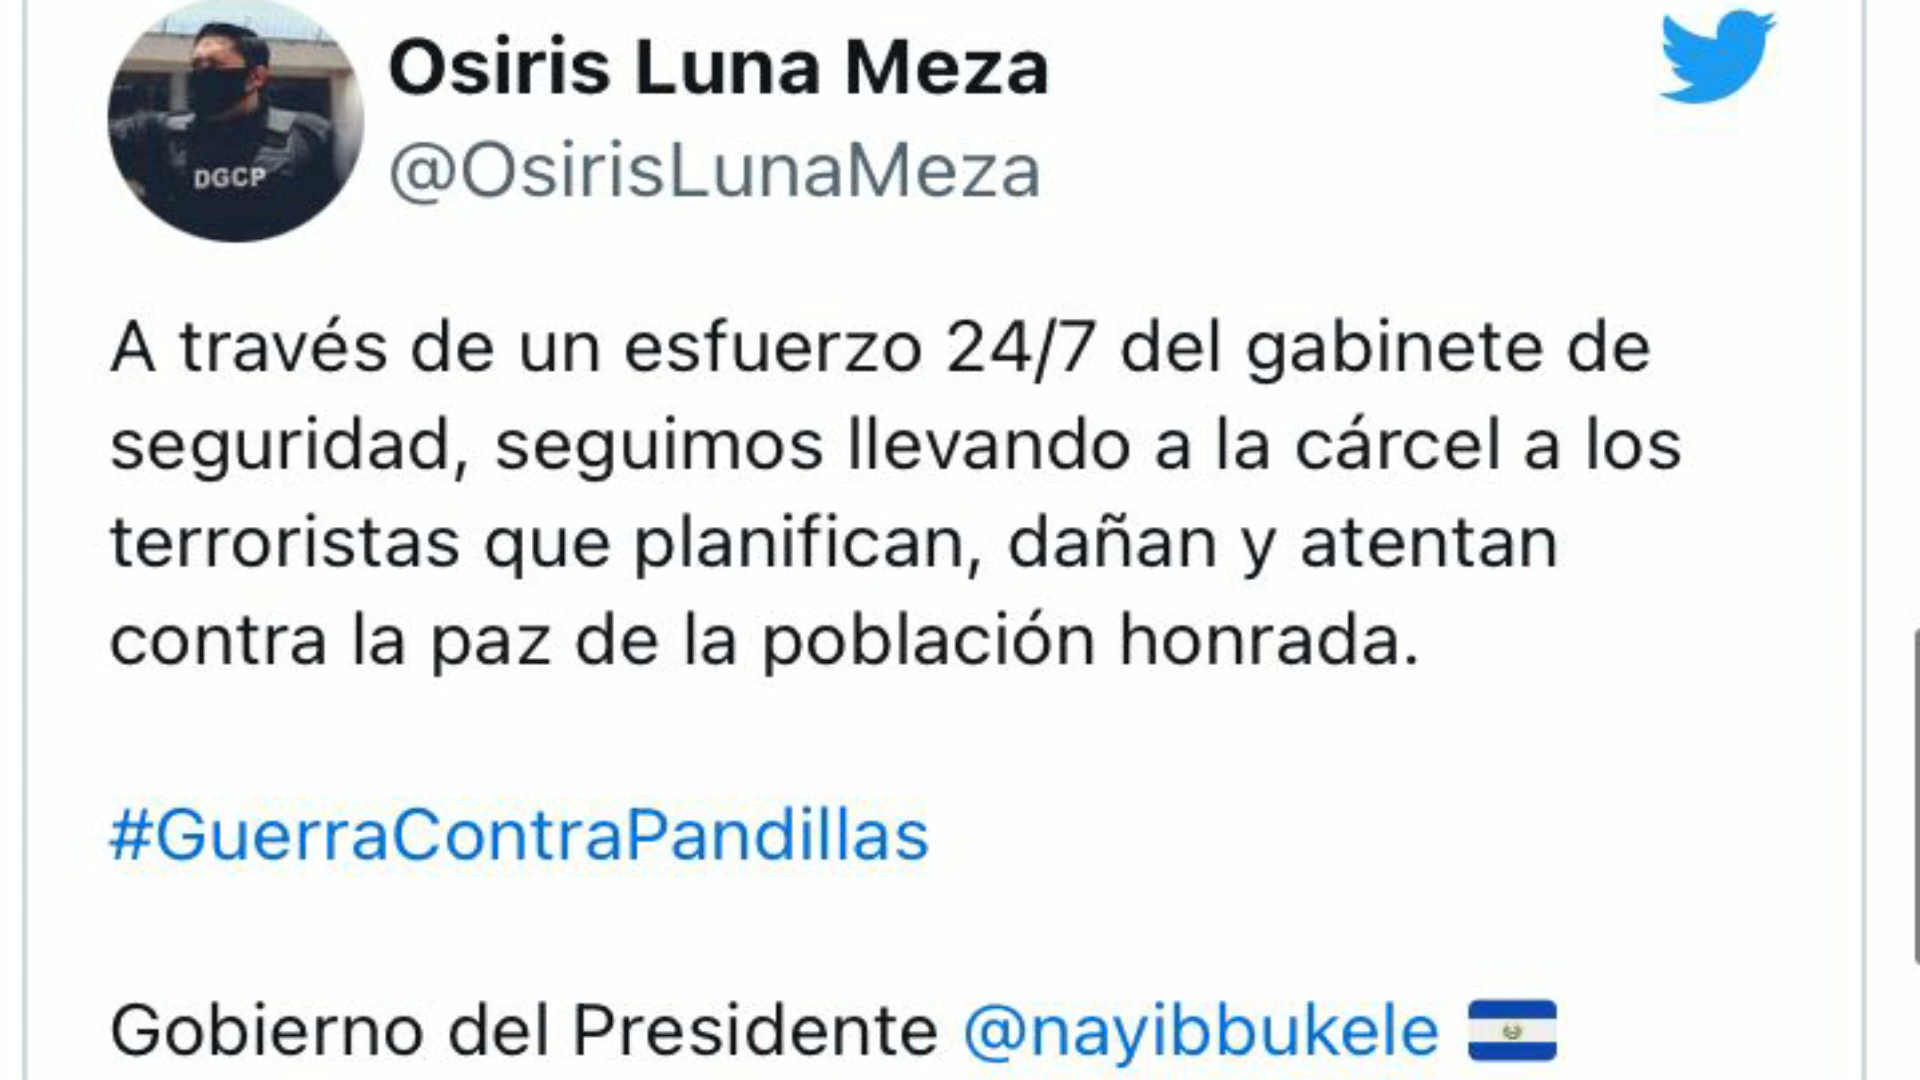 DGCP
Osiris Luna Meza
@OsirisLunaMeza
A través de un esfuerzo 24/7 del gabinete de
seguridad, seguimos llevando a la cárcel a los
terroristas que planifican, dañan y atentan
contra la paz de la población honrada.
#GuerraContraPandillas
Gobierno del Presidente @nayibbukele 🇸🇻